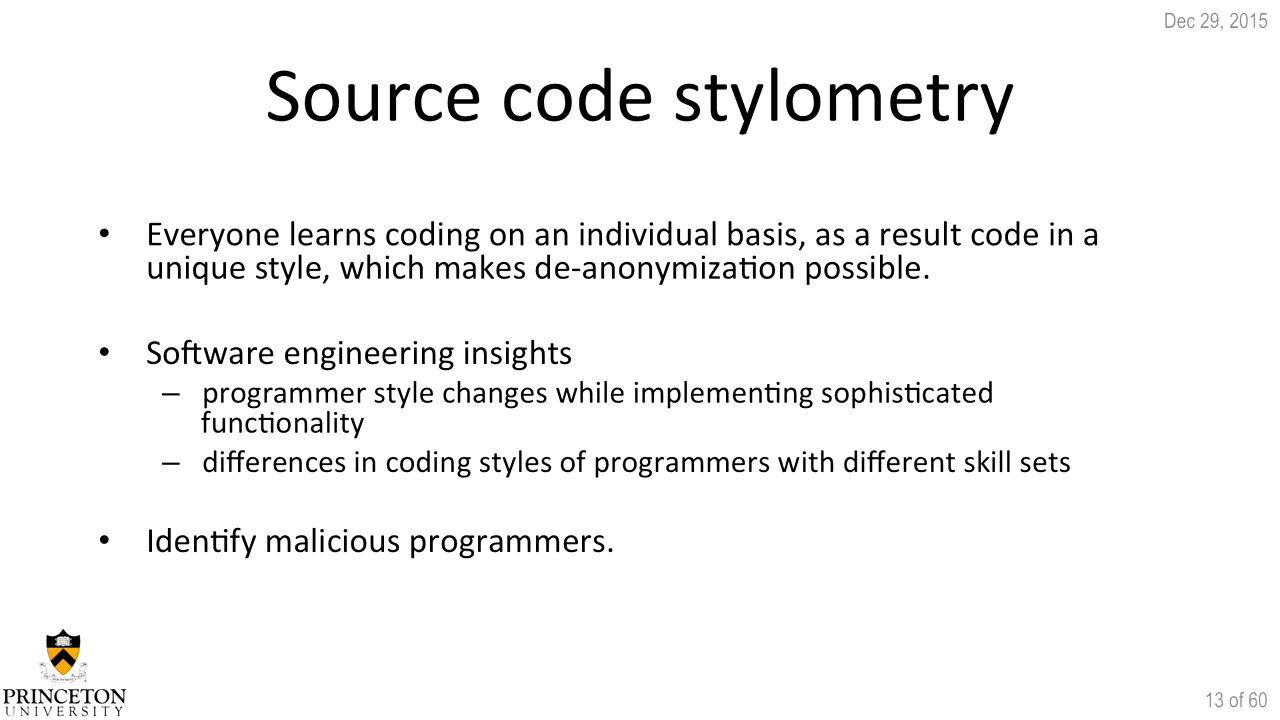 Dec 29, 2015
Source code stylometry
• Everyone learns coding on an individual basis, as a result code in a
unique style, which makes de-anonymization possible.
• Software engineering insights
– programmer style changes while implementing sophisticated
functionality
– differences in coding styles of programmers with different skill sets
• Identify malicious programmers.
PRINCETON
UNIVERSITY
13 of 60